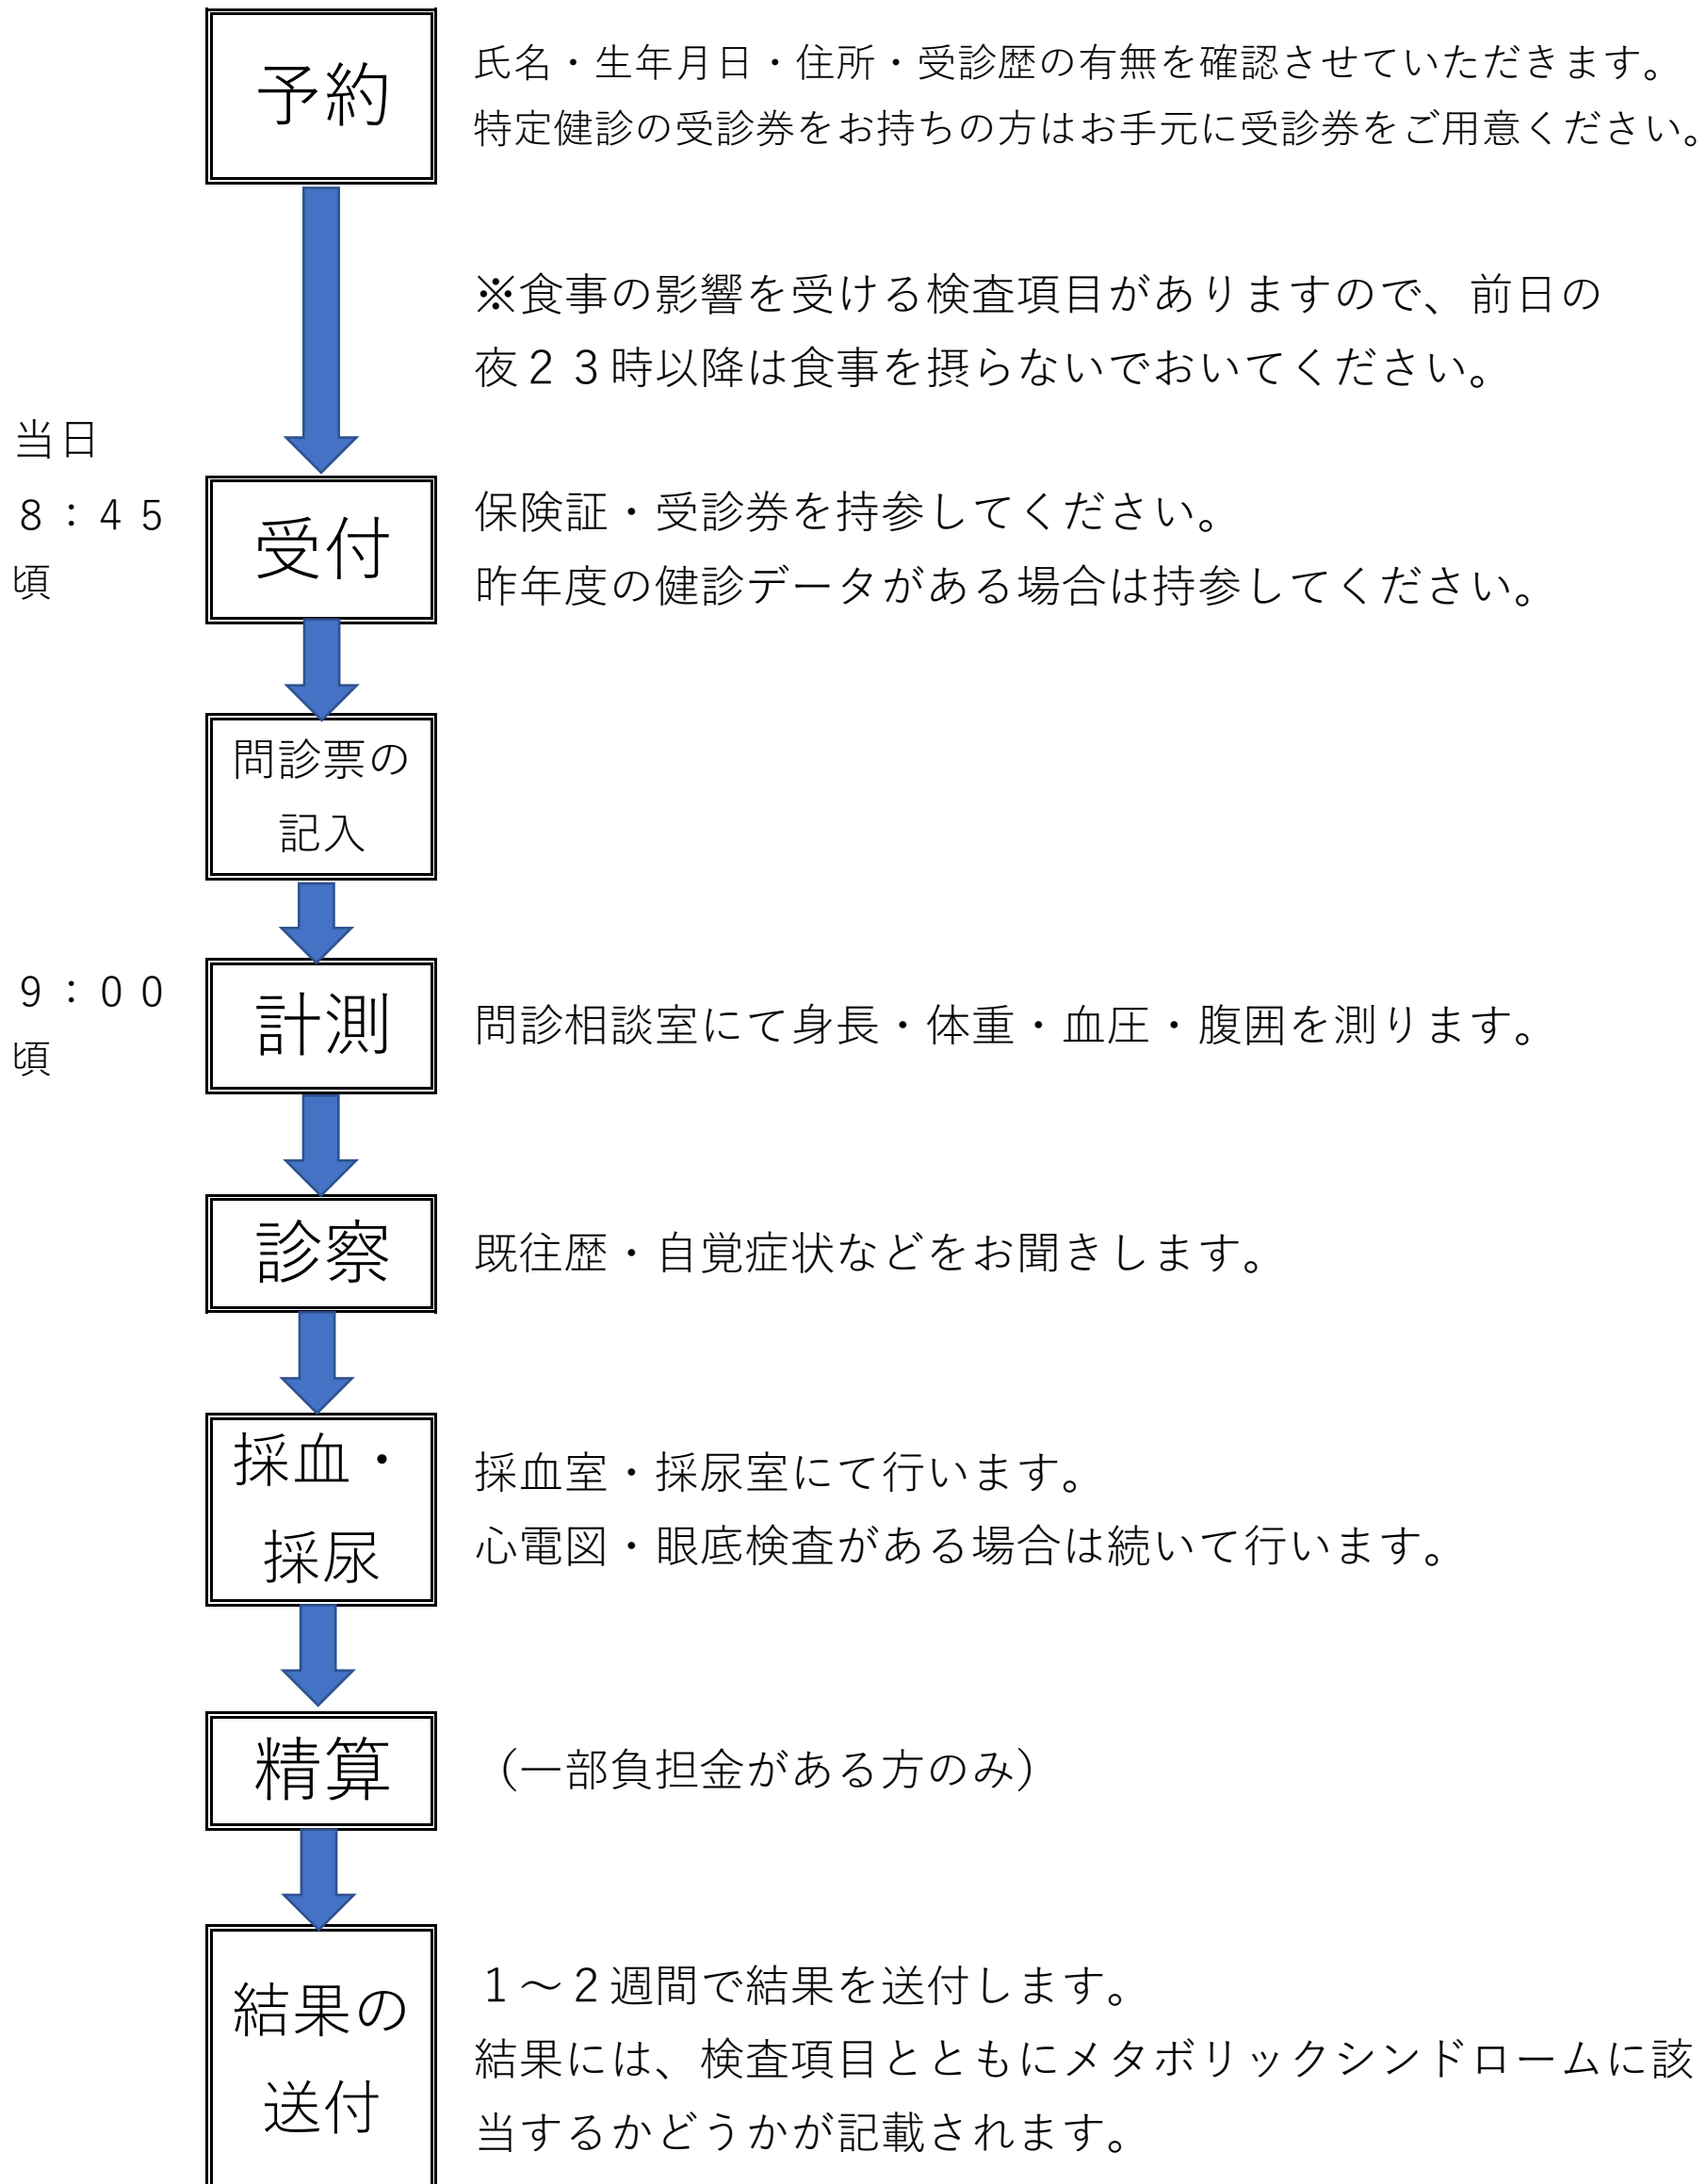 予約
氏名・生年月日・住所・受診歴の有無を確認させていただきます。
特定健診の受診券をお持ちの方はお手元に受診券をご用意ください。
※食事の影響を受ける検査項目がありますので、前日の
夜２３時以降は食事を摂らないでおいてください。
当日
８：４５
頃
受付
保険証・受診券を持参してください。
昨年度の健診データがある場合は持参してください。
問診票の
記入
９：００
頃
計測
問診相談室にて身長・体重・血圧・腹囲を測ります。
診察
既往歴・自覚症状などをお聞きします。
採血・
採尿
採血室・採尿室にて行います。
心電図・眼底検査がある場合は続いて行います。
精算
（一部負担金がある方のみ）
結果の
送付
１～２週間で結果を送付します。
結果には、検査項目とともにメタボリックシンドロームに該
当するかどうかが記載されます。